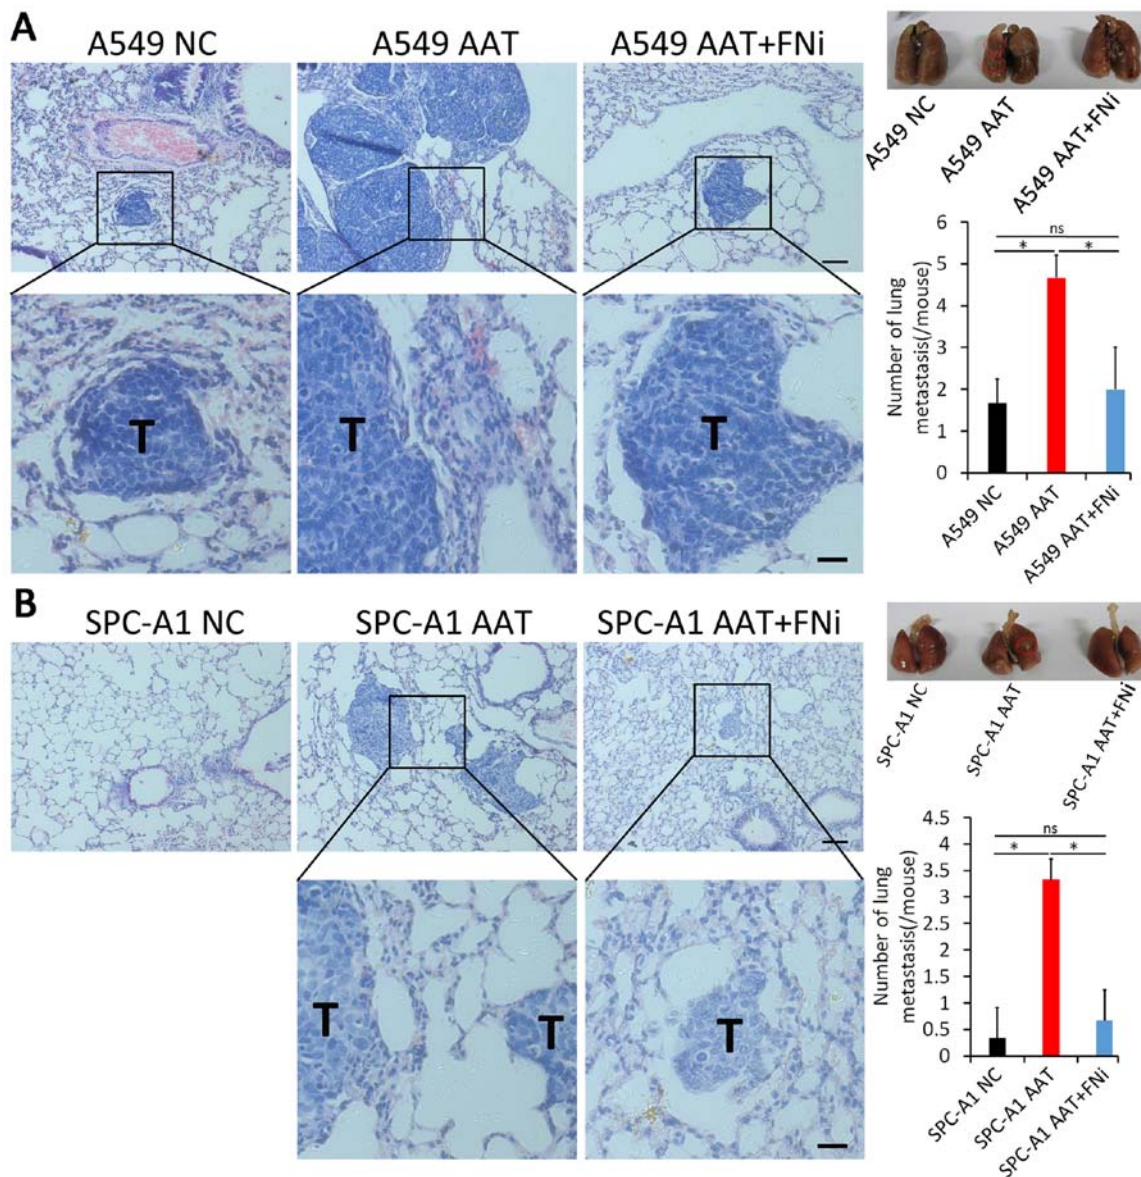 A
A549 NC
A549 AAT
A549 AAT+FNi
A549 NC
A549 AAT
A549 AAT+FNi
T
T
T
Number of lung
metastasis(/mouse)
6
5
4
3
2
1
0
ns
*
*
A549 NC
A549 AAT
A549 AAT+FNi
B
SPC-A1 NC
SPC-A1 AAT
SPC-A1 AAT+FNi
SPC-A1 NC
SPC-A1 AAT
SPC-A1 AAT+FNi
T
T
T
Number of lung
metastasis(/mouse)
4.5
4
3.5
3
2.5
2
1.5
1
0.5
0
ns
*
*
SPC-A1 NC
SPC-A1 AAT
SPC-A1 AAT+FNi